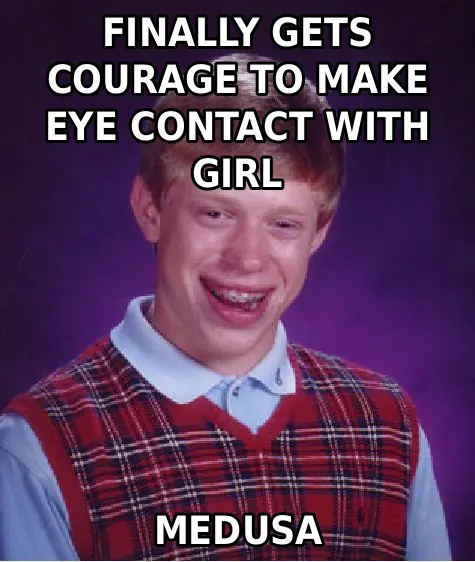 FINALLY GETS
COURAGE TO MAKE
EYE CONTACT WITH
GIRL
MEDUSA